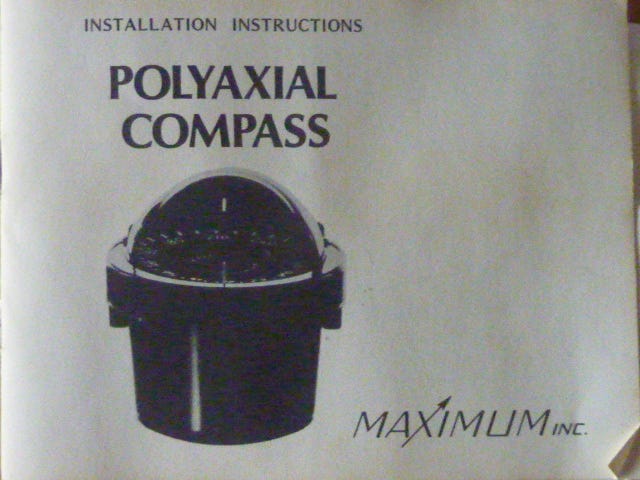 INSTALLATION INSTRUCTIONS
POLYAXIAL
COMPASS
MAXIMUM INC.